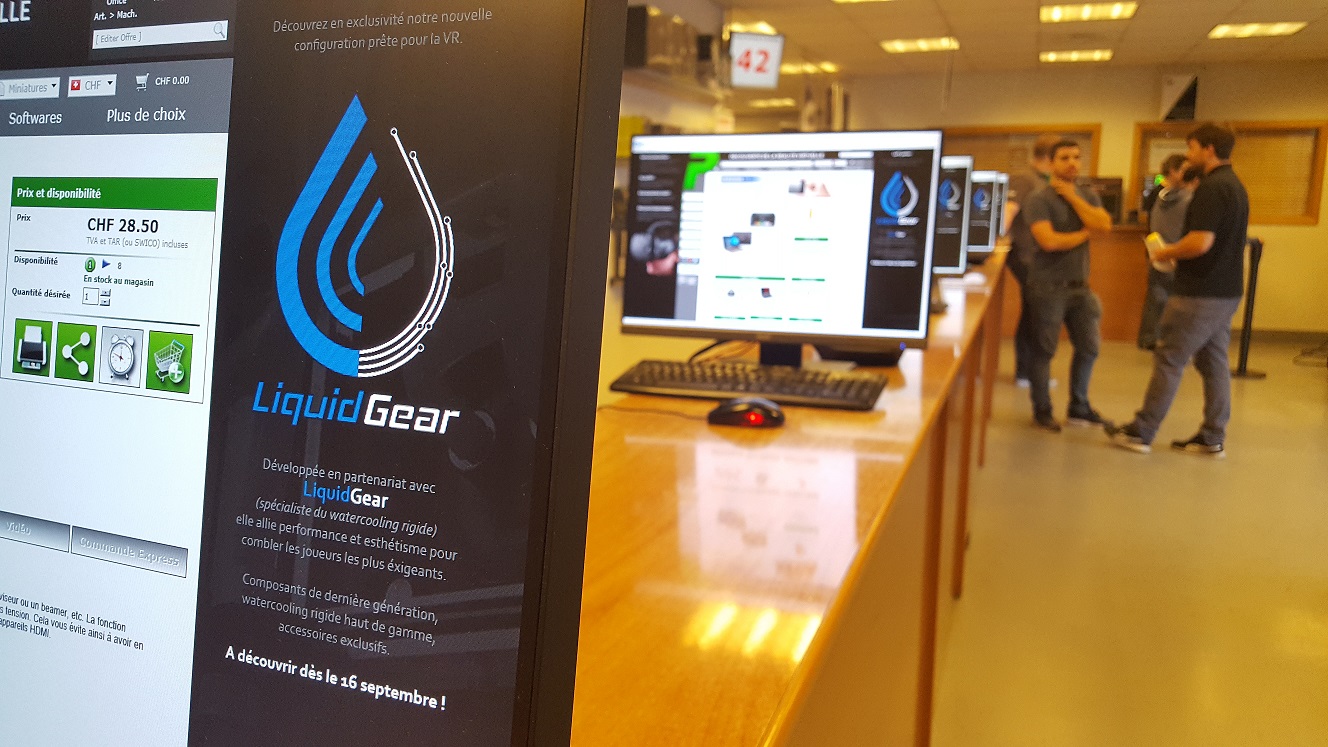 LLE
Office
Art. > Mach.
[ Editer Offre ]
Miniatures
CHF
CHF 0.00
Softwares
Plus de choix
Prix et disponibilité
Prix
CHF 28.50
TVA et TAR (ou SWICO) incluses
Disponibilité
8
En stock au magasin
Quantité désirée
1
Vidéo
Commande Express
viseur ou un beamer, etc. La fonction
s tension. Cela vous évite ainsi à avoir en
appareils HDMI.
Découvrez en exclusivité notre nouvelle
configuration prête pour la VR.
LiquidGear
Développée en partenariat avec
LiquidGear
(spécialiste du watercooling rigide)
elle allie performance et esthétisme pour
combler les joueurs les plus éxigeants.
Composants de dernière génération,
watercooling rigide haut de gamme,
accessoires exclusifs.
A découvrir dès le 16 septembre !
42